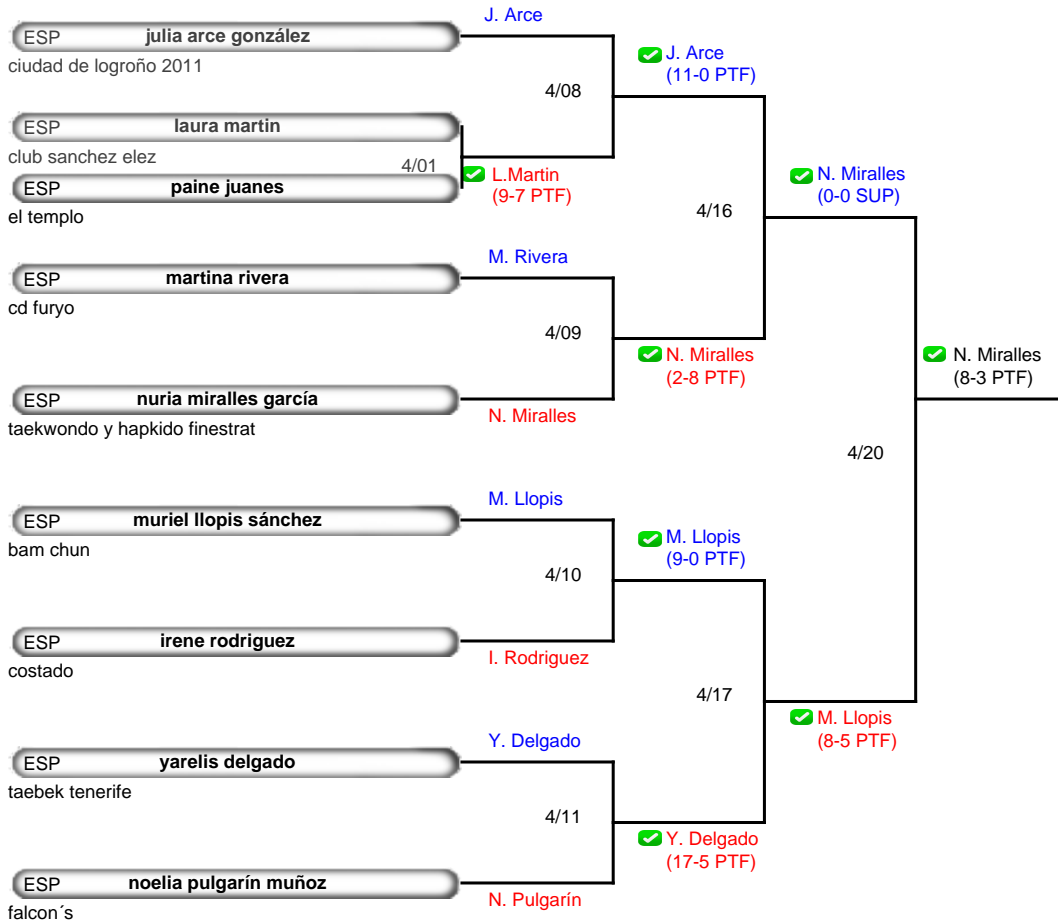 J. Arce
ESP julia arce gonzález
ciudad de logroño 2011
4/08
J. Arce
(11-0 PTF)
ESP laura martin
club sanchez elez
4/01
L.Martin
(9-7 PTF)
ESP paine juanes
el templo
4/16
N. Miralles
(0-0 SUP)
M. Rivera
ESP martina rivera
cd furyo
4/09
N. Miralles
(2-8 PTF)
ESP nuria miralles garcía
taekwondo y hapkido finestrat
N. Miralles
N. Miralles
(8-3 PTF)
4/20
M. Llopis
ESP muriel llopis sánchez
bam chun
4/10
M. Llopis
(9-0 PTF)
ESP irene rodriguez
costado
I. Rodriguez
4/17
M. Llopis
(8-5 PTF)
Y. Delgado
ESP yarelis delgado
taebek tenerife
4/11
Y. Delgado
(17-5 PTF)
ESP noelia pulgarín muñoz
falcon´s
N. Pulgarín